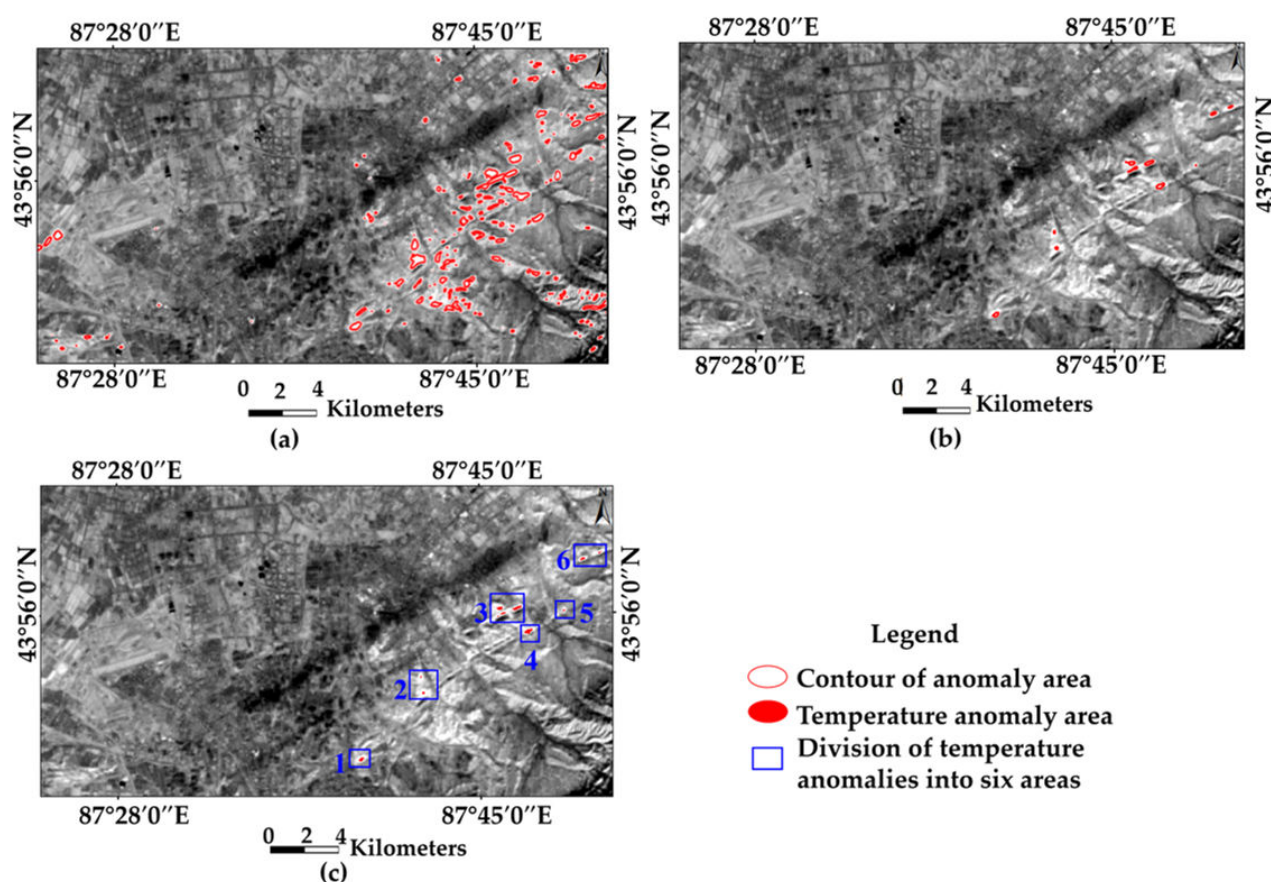 87°28′0″E 87°45′0″E
87°28′0″E 87°45′0″E
43°56′0″N
43°56′0″N
43°56′0″N
43°56′0″N
87°28′0″E 87°45′0″E
0 2 4
Kilometers
(a)
87°28′0″E 87°45′0″E
0 2 4
Kilometers
(b)
87°28′0″E 87°45′0″E
N
43°56′0″N
43°56′0″N
6
3
5
4
2
1
87°28′0″E 87°45′0″E
0 2 4
Kilometers
(c)
Legend
Contour of anomaly area
Temperature anomaly area
Division of temperature
anomalies into six areas